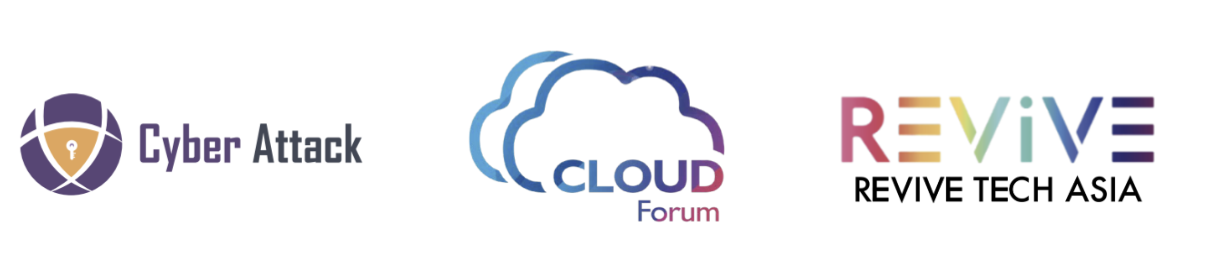 Cyber Attack
CLOUD
Forum
REViVE
REVIVE TECH ASIA